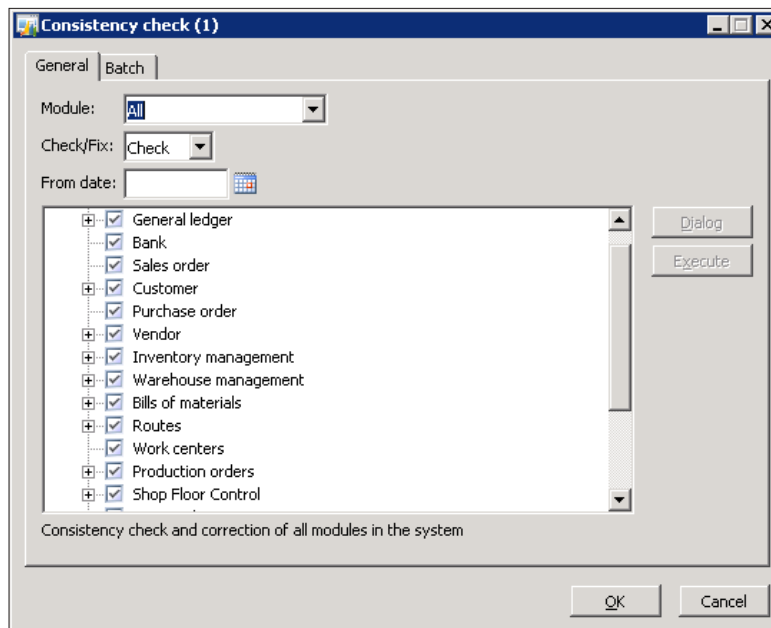 Consistency check (1)
General Batch
Module: All
Check/Fix: Check
From date:
General ledger
Bank
Sales order
Customer
Purchase order
Vendor
Inventory management
Warehouse management
Bills of materials
Routes
Work centers
Production orders
Shop Floor Control
Dialog
Execute
Consistency check and correction of all modules in the system
OK Cancel